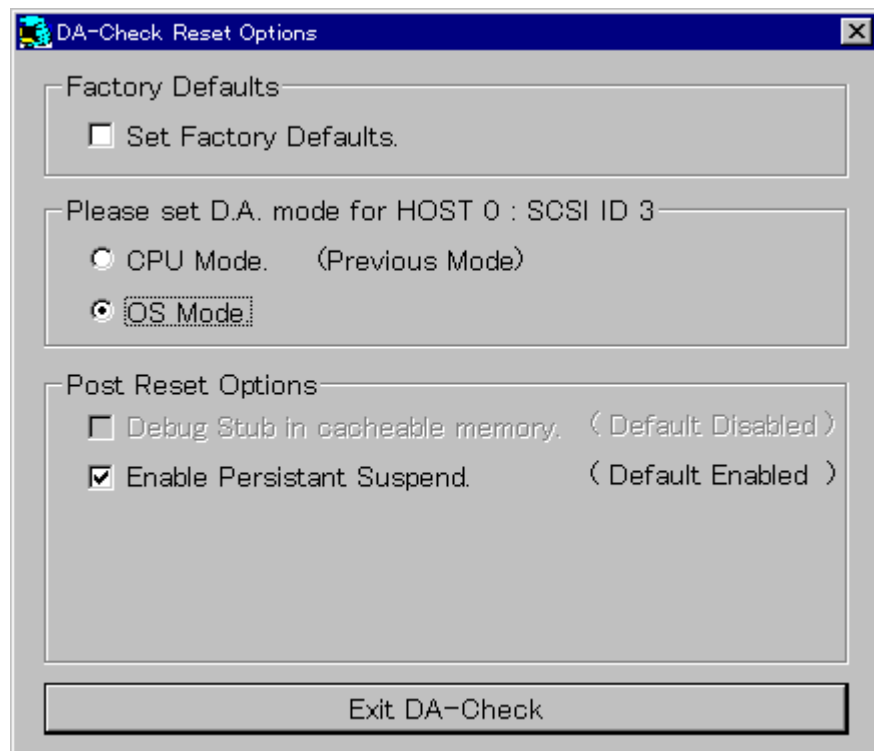 DA-Check Reset Options
Factory Defaults
Set Factory Defaults.
Please set D.A. mode for HOST 0 : SCSI ID 3
CPU Mode. (Previous Mode)
OS Mode.
Post Reset Options
Debug Stub in cacheable memory. ( Default Disabled )
Enable Persistant Suspend. ( Default Enabled )
Exit DA-Check